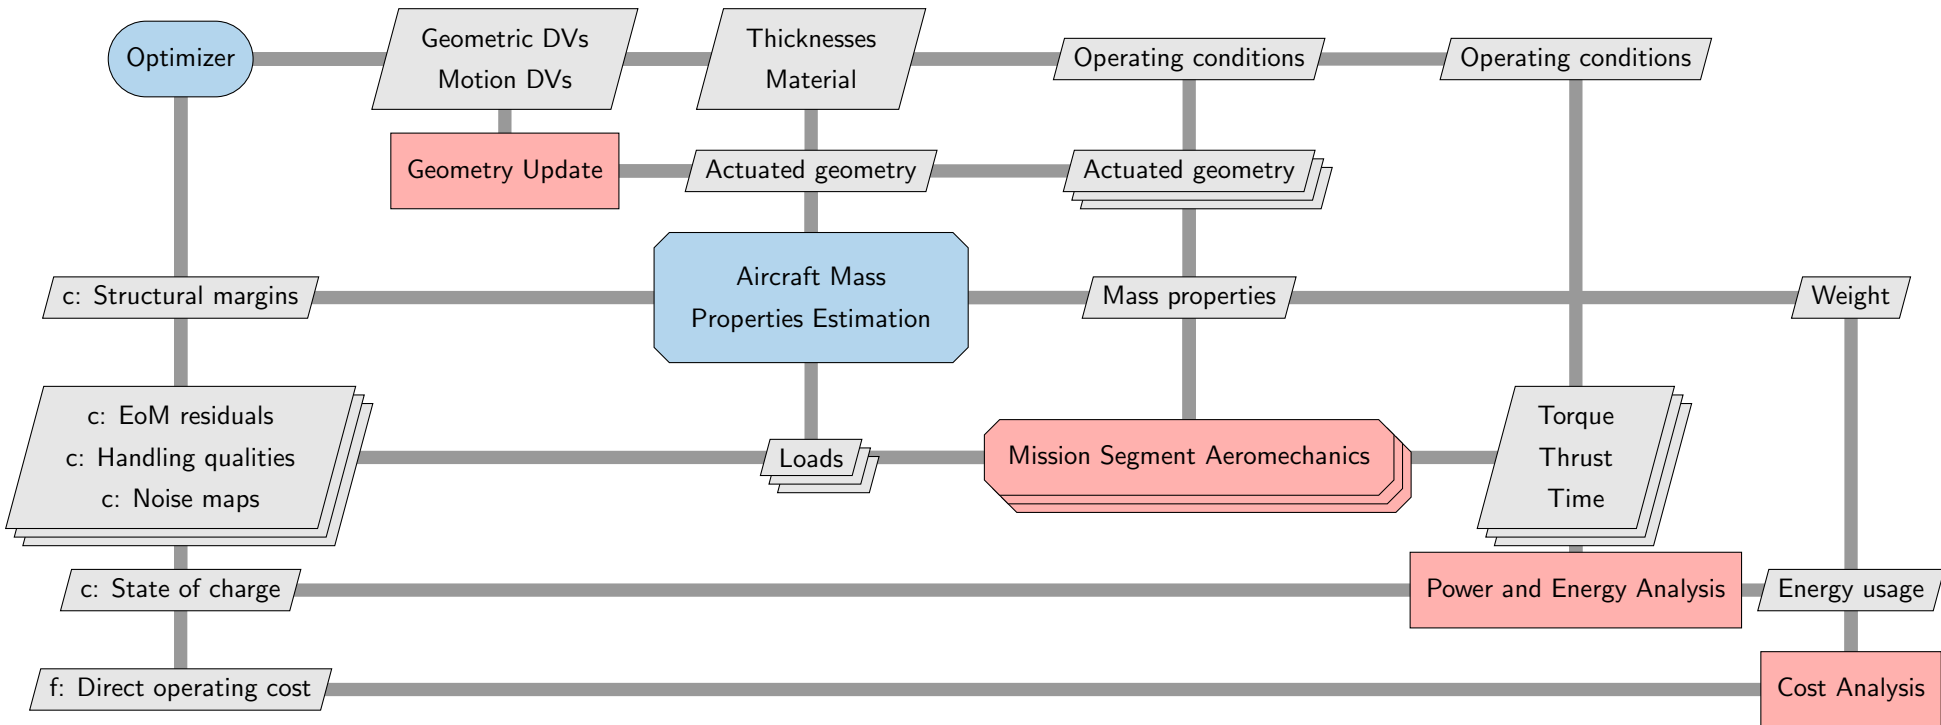 Optimizer
Geometric DVs
Motion DVs
Thicknesses
Material
Operating conditions
Operating conditions
Geometry Update
Actuated geometry
Actuated geometry
c: Structural margins
Aircraft Mass
Properties Estimation
Mass properties
Weight
c: EoM residuals
c: Handling qualities
c: Noise maps
Loads
Mission Segment Aeromechanics
Torque
Thrust
Time
c: State of charge
Power and Energy Analysis
Energy usage
f: Direct operating cost
Cost Analysis